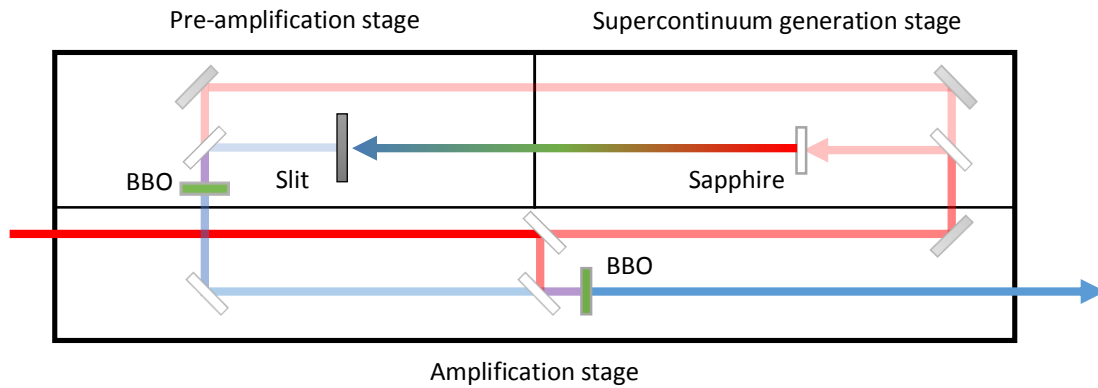 Pre-amplification stage
Supercontinuum generation stage
BBO
Slit
Sapphire
BBO
Amplification stage